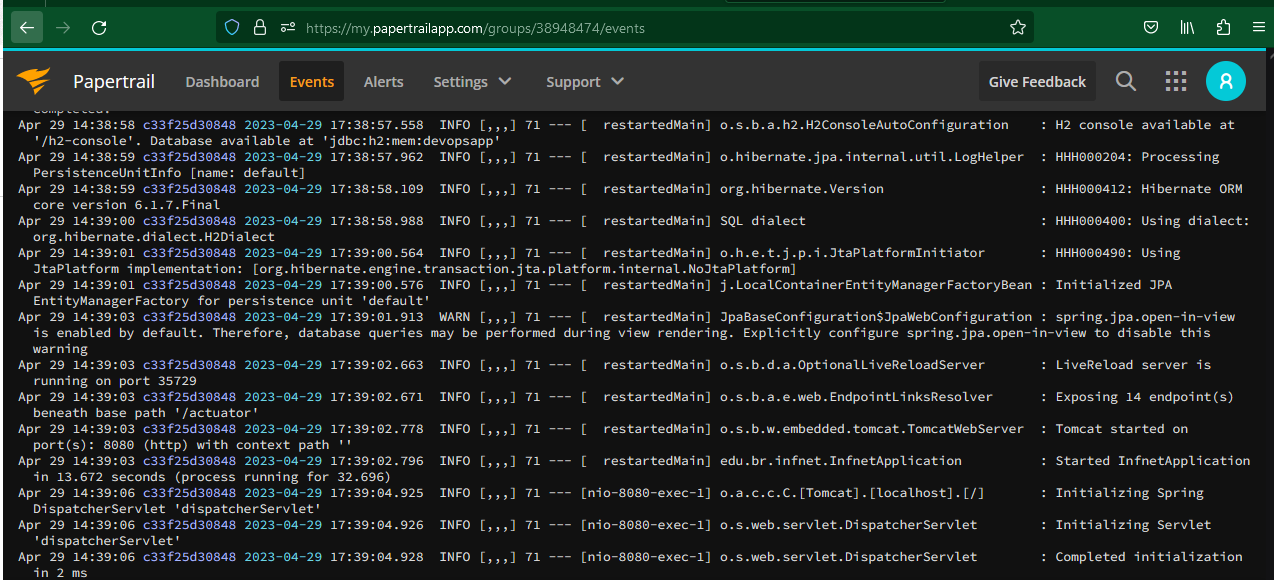 https://my.papertrailapp.com/groups/38948474/events
Papertrail Dashboard Events Alerts Settings Support Give Feedback R
completed.
Apr 29 14:38:58 c33f25d30848 2023-04-29 17:38:57.558 INFO [,,,] 71 --- [ restartedMain] o.s.b.a.h2.H2ConsoleAutoConfiguration : H2 console available at
'/h2-console'. Database available at 'jdbc:h2:mem:devopsapp'
Apr 29 14:38:59 c33f25d30848 2023-04-29 17:38:57.962 INFO [,,,] 71 --- [ restartedMain] o.hibernate.jpa.internal.util.LogHelper : HHH000204: Processing
PersistenceUnitInfo [name: default]
Apr 29 14:38:59 c33f25d30848 2023-04-29 17:38:58.109 INFO [,,,] 71 --- [ restartedMain] org.hibernate.Version : HHH000412: Hibernate ORM
core version 6.1.7.Final
Apr 29 14:39:00 c33f25d30848 2023-04-29 17:38:58.988 INFO [,,,] 71 --- [ restartedMain] SQL dialect : HHH000400: Using dialect:
org.hibernate.dialect.H2Dialect
Apr 29 14:39:01 c33f25d30848 2023-04-29 17:39:00.564 INFO [,,,] 71 --- [ restartedMain] o.h.e.t.j.p.i.JtaPlatformInitiator : HHH000490: Using
JtaPlatform implementation: [org.hibernate.engine.transaction.jta.platform.internal.NoJtaPlatform]
Apr 29 14:39:01 c33f25d30848 2023-04-29 17:39:00.576 INFO [,,,] 71 --- [ restartedMain] j.LocalContainerEntityManagerFactoryBean : Initialized JPA
EntityManagerFactory for persistence unit 'default'
Apr 29 14:39:03 c33f25d30848 2023-04-29 17:39:01.913 WARN [,,,] 71 --- [ restartedMain] JpaBaseConfiguration$JpaWebConfiguration : spring.jpa.open-in-view
is enabled by default. Therefore, database queries may be performed during view rendering. Explicitly configure spring.jpa.open-in-view to disable this
warning
Apr 29 14:39:03 c33f25d30848 2023-04-29 17:39:02.663 INFO [,,,] 71 --- [ restartedMain] o.s.b.d.a.OptionalLiveReloadServer : LiveReload server is
running on port 35729
Apr 29 14:39:03 c33f25d30848 2023-04-29 17:39:02.671 INFO [,,,] 71 --- [ restartedMain] o.s.b.a.e.web.EndpointLinksResolver : Exposing 14 endpoint(s)
beneath base path '/actuator'
Apr 29 14:39:03 c33f25d30848 2023-04-29 17:39:02.778 INFO [,,,] 71 --- [ restartedMain] o.s.b.w.embedded.tomcat.TomcatWebServer : Tomcat started on
port(s): 8080 (http) with context path ''
Apr 29 14:39:03 c33f25d30848 2023-04-29 17:39:02.796 INFO [,,,] 71 --- [ restartedMain] edu.br.infnet.InfnetApplication : Started InfnetApplication
in 13.672 seconds (process running for 32.696)
Apr 29 14:39:06 c33f25d30848 2023-04-29 17:39:04.925 INFO [,,,] 71 --- [nio-8080-exec-1] o.a.c.c.C.[Tomcat].[localhost].[/] : Initializing Spring
DispatcherServlet 'dispatcherServlet'
Apr 29 14:39:06 c33f25d30848 2023-04-29 17:39:04.926 INFO [,,,] 71 --- [nio-8080-exec-1] o.s.web.servlet.DispatcherServlet : Initializing Servlet
'dispatcherServlet'
Apr 29 14:39:06 c33f25d30848 2023-04-29 17:39:04.928 INFO [,,,] 71 --- [nio-8080-exec-1] o.s.web.servlet.DispatcherServlet : Completed initialization
in 2 ms